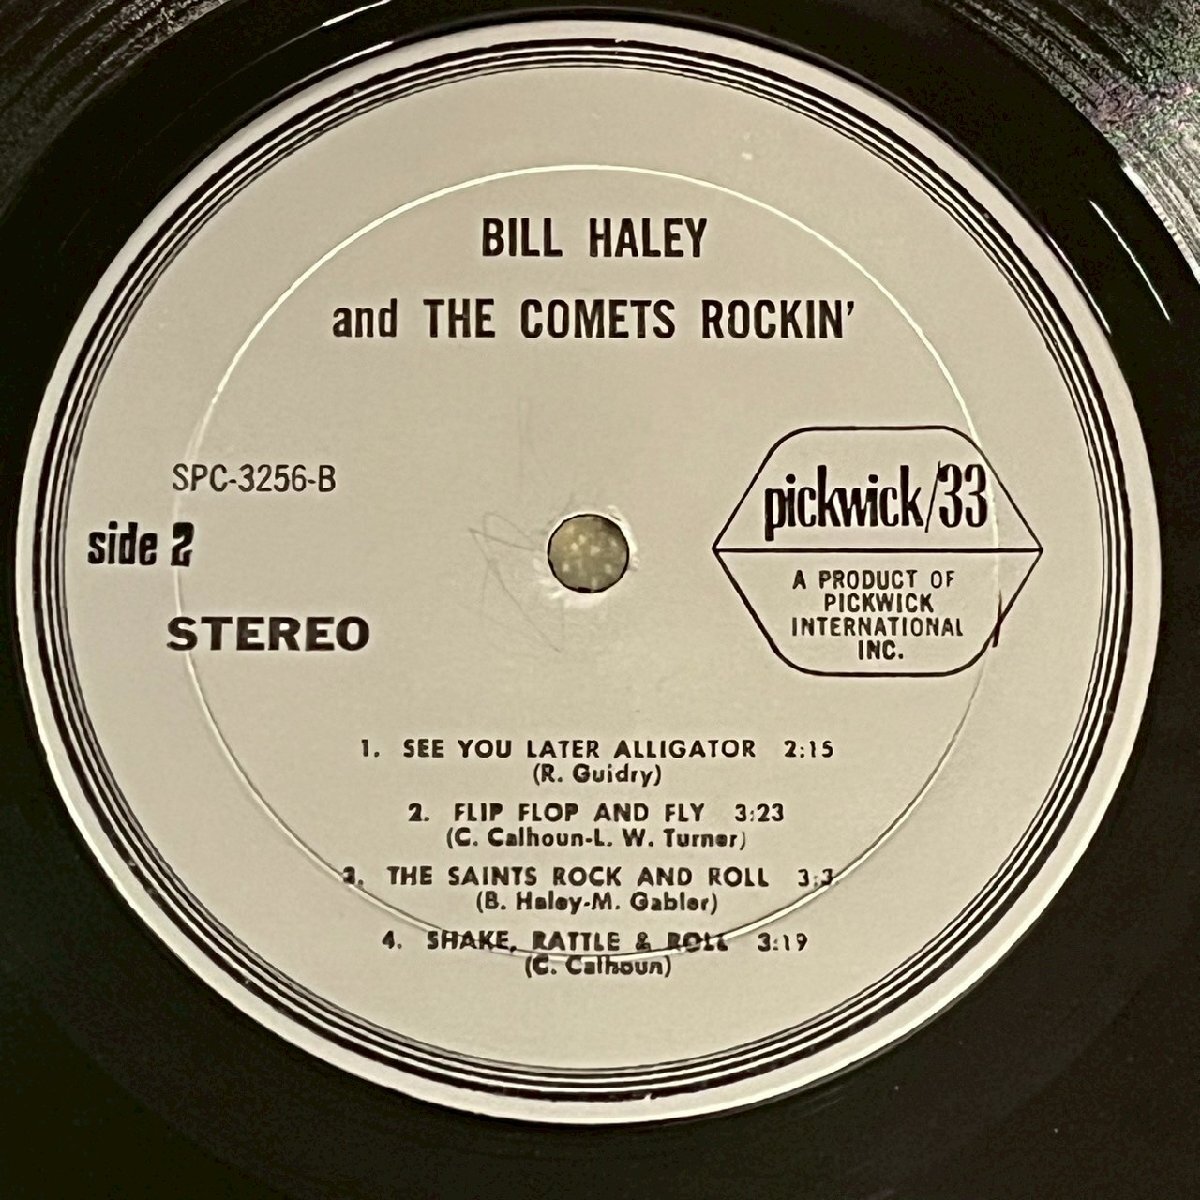 BILL HALEY
and THE COMETS ROCKIN'
SPC-3256-B
side 2
STEREO
pickwick/33
A PRODUCT OF
PICKWICK
INTERNATIONAL
INC.
1. SEE YOU LATER ALLIGATOR 2:15
(R. Guidry)
2. FLIP FLOP AND FLY 3:23
(C. Calhoun-L. W. Turner)
3. THE SAINTS ROCK AND ROLL
(B. Haley-M. Gabler)
4. SHAKE, RATTLE & ROLL 3:19
(C. Calhoun)